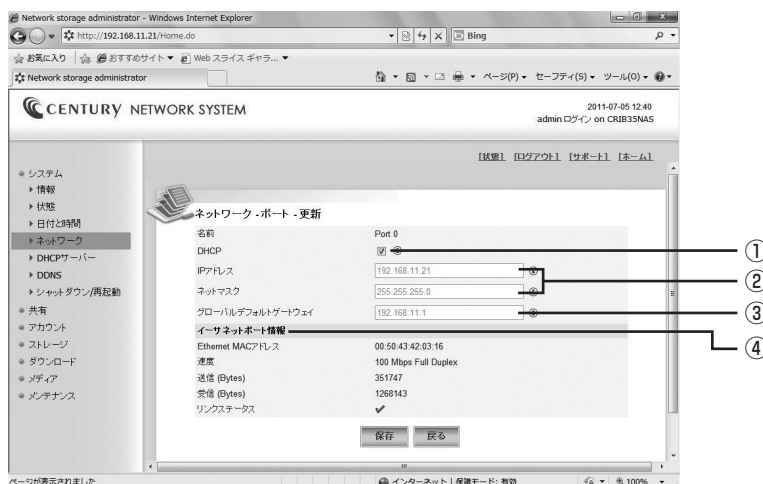 Network storage administrator - Windows Internet Explorer
http://192.168.11.21/Home.do
Bing
お気に入り おすすめサイト Web スライス ギャラ...
Network storage administrator
ページ(P) セーフティ(S) ツール(O)
CENTURY NETWORK SYSTEM
2011-07-05 12:40
admin ログイン on CRIB35NAS
[状態] [ログアウト] [サポート] [ホーム]
システム
情報
状態
日付と時間
ネットワーク
DHCPサーバー
DDNS
シャットダウン/再起動
共有
アカウント
ストレージ
ダウンロード
メディア
メンテナンス
ネットワーク - ポート - 更新
名前 Port 0
DHCP
①
IPアドレス 192.168.11.21
②
ネットマスク 255.255.255.0
グローバルデフォルトゲートウェイ 192.168.11.1
③
イーサネットポート情報
④
Ethernet MACアドレス 00:50:43:42:03:16
速度 100 Mbps Full Duplex
送信 (Bytes) 351747
受信 (Bytes) 1268143
リンクステータス
保存 戻る
ページが表示されました
インターネット | 保護モード: 有効
100%